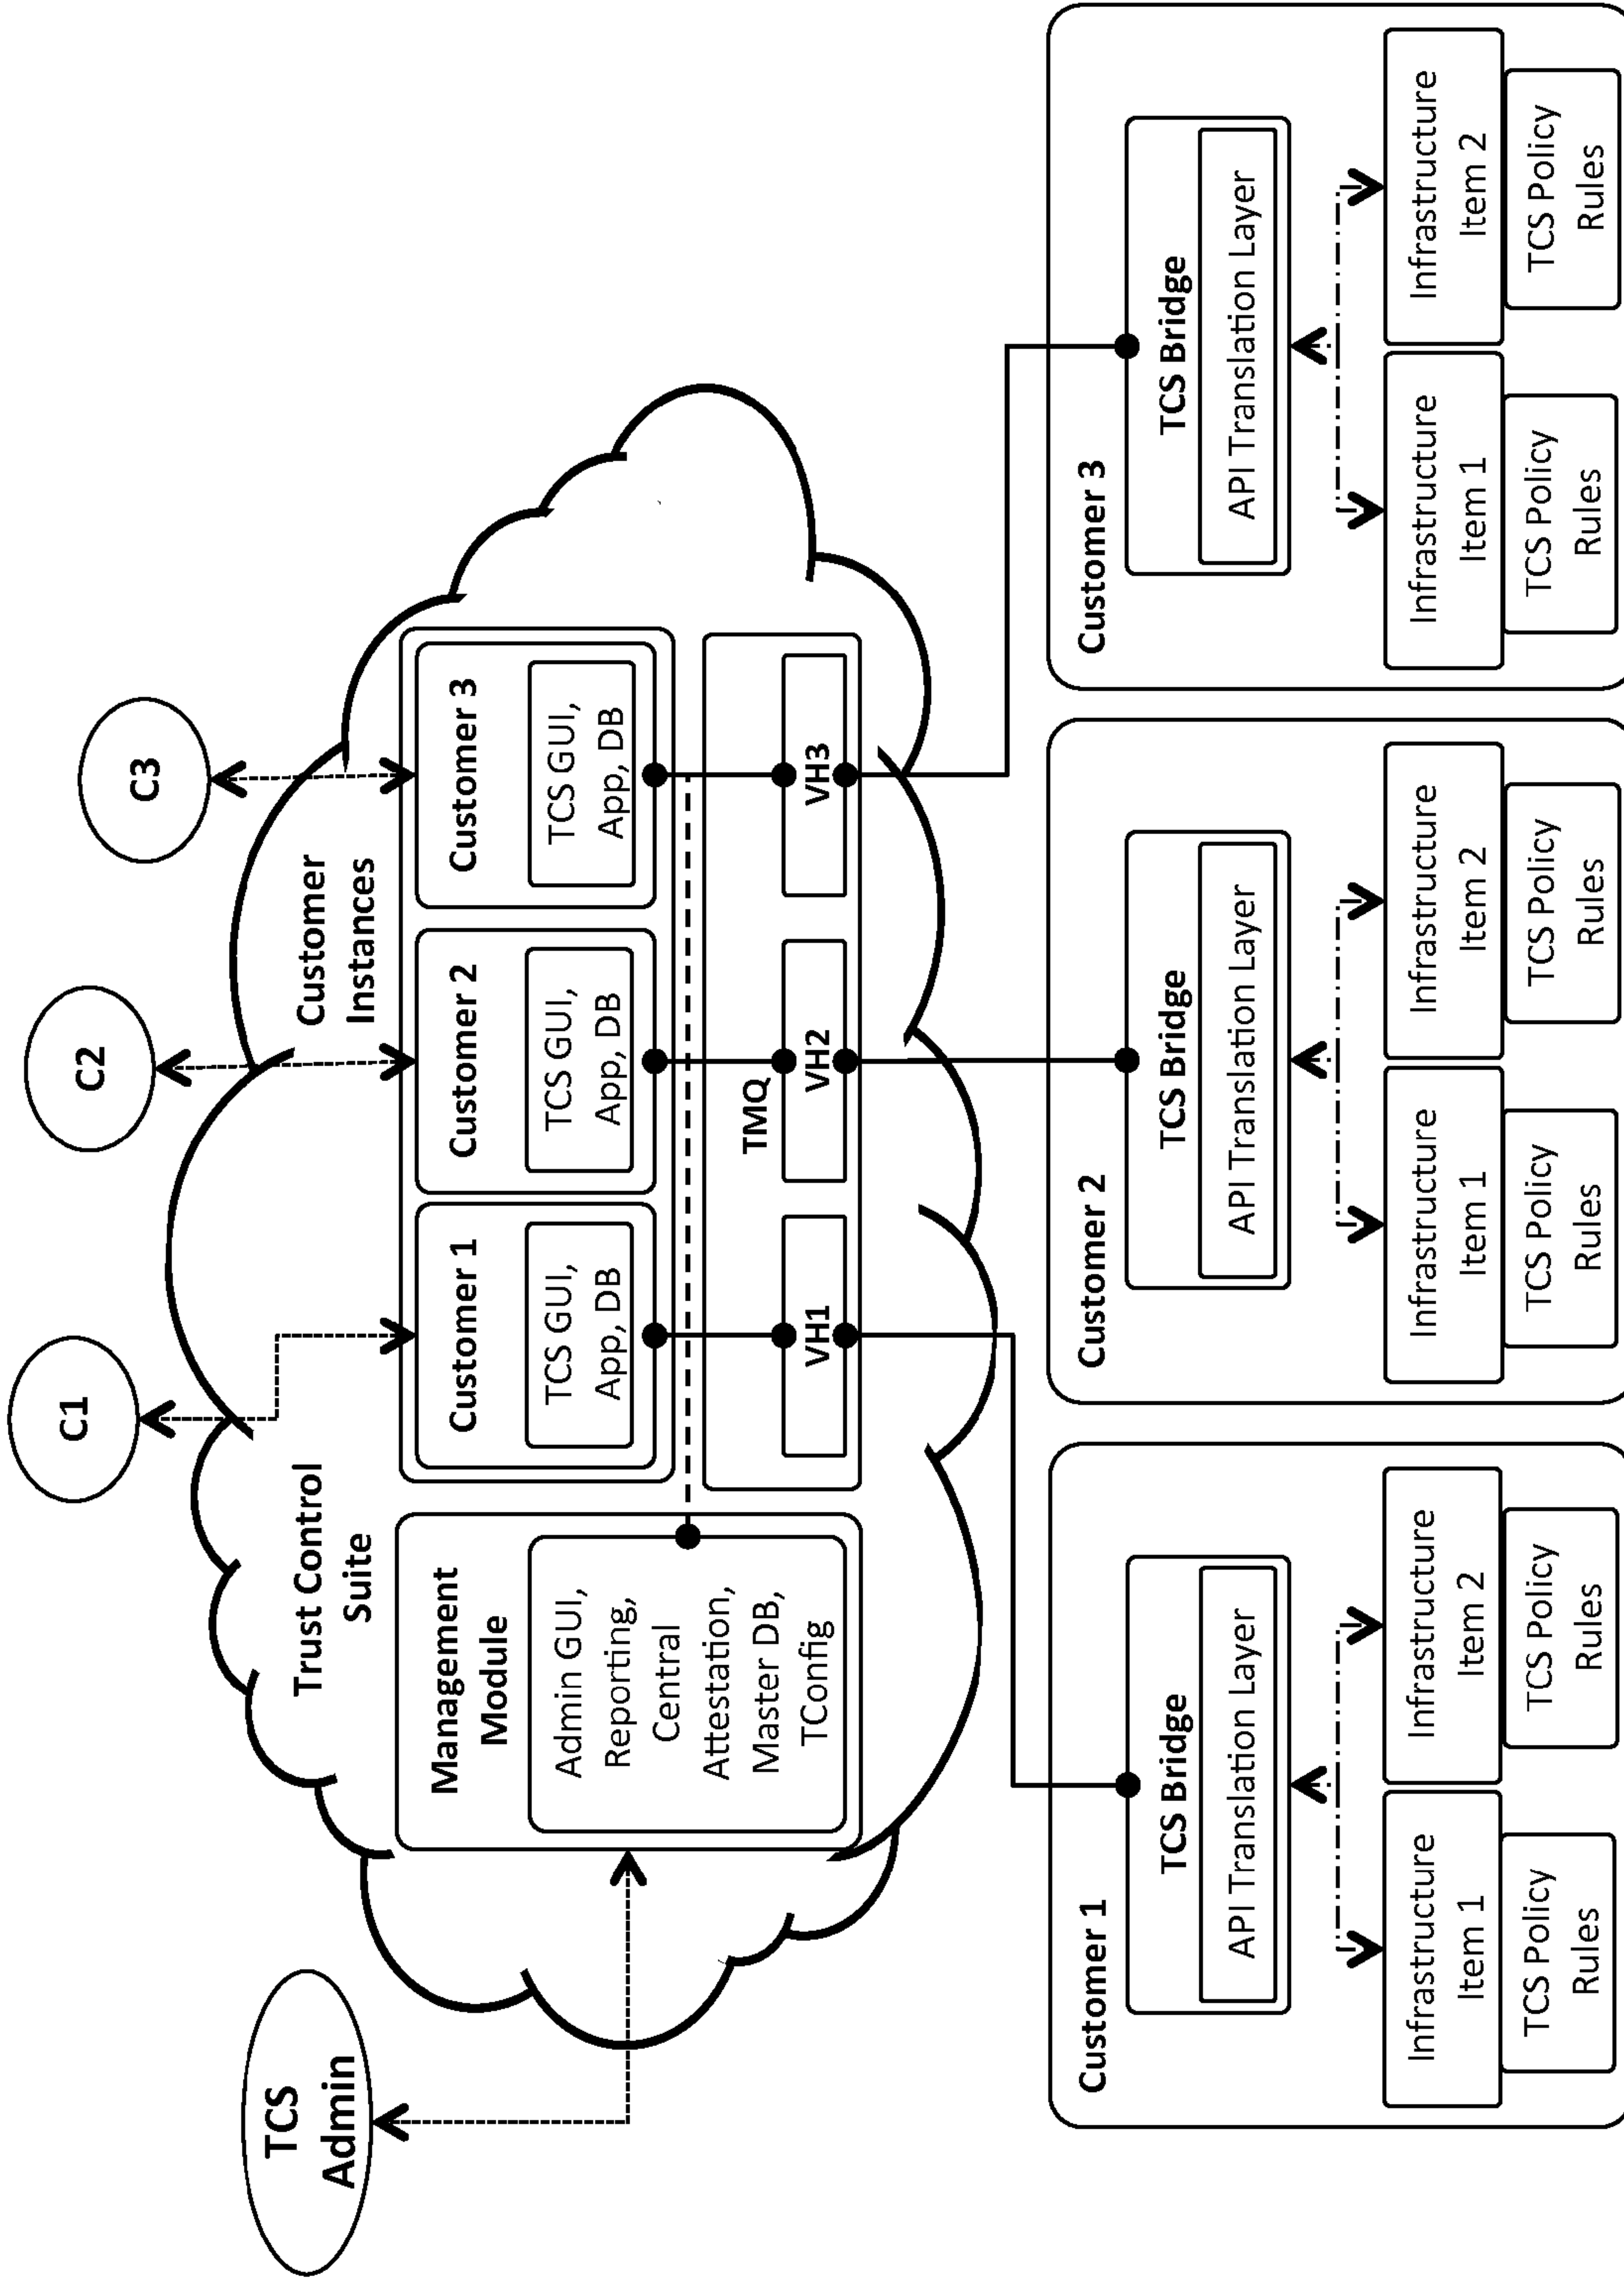 TCS
Admin
C1
C2
C3
Trust Control
Suite
Customer
Instances
Management
Module
Admin GUI,
Reporting,
Central
Attestation,
Master DB,
TConfig
Customer 1
TCS GUI,
App, DB
Customer 2
TCS GUI,
App, DB
Customer 3
TCS GUI,
App, DB
TMQ
VH1
VH2
VH3
Customer 1
TCS Bridge
API Translation Layer
Infrastructure
Item 1
TCS Policy
Rules
Infrastructure
Item 2
TCS Policy
Rules
Customer 2
TCS Bridge
API Translation Layer
Infrastructure
Item 1
TCS Policy
Rules
Infrastructure
Item 2
TCS Policy
Rules
Customer 3
TCS Bridge
API Translation Layer
Infrastructure
Item 1
TCS Policy
Rules
Infrastructure
Item 2
TCS Policy
Rules